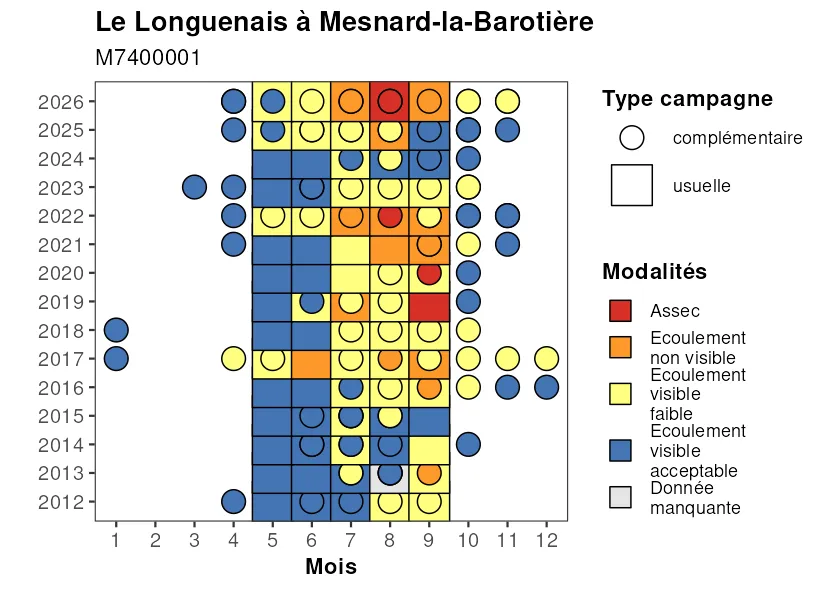 Le Longuenais à Mesnard-la-Barotière
M7400001
2026
2025
2024
2023
2022
2021
2020
2019
2018
2017
2016
2015
2014
2013
2012
1 2 3 4 5 6 7 8 9 10 11 12
Mois
Type campagne
complémentaire
usuelle
Modalités
Assec
Ecoulement
non visible
Ecoulement
visible
faible
Ecoulement
visible
acceptable
Donnée
manquante